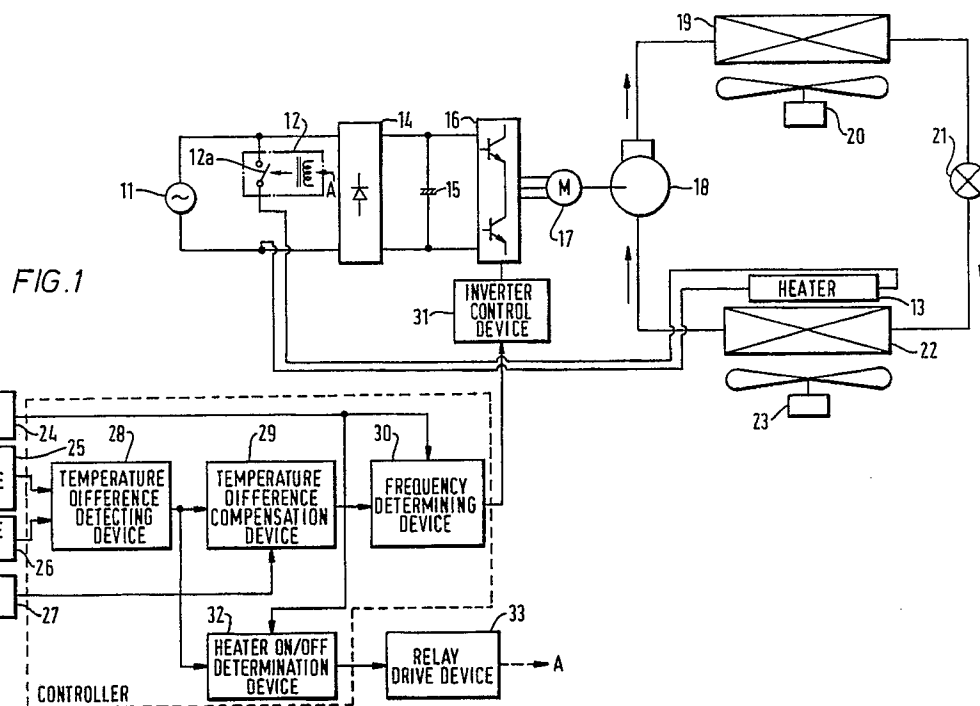 19
20
21
14
16
12
12a
11
A
15
M
17
18
FIG.1
31
INVERTER
CONTROL
DEVICE
HEATER
13
22
23
24
25
26
27
28
TEMPERATURE
DIFFERENCE
DETECTING
DEVICE
29
TEMPERATURE
DIFFERENCE
COMPENSATION
DEVICE
30
FREQUENCY
DETERMINING
DEVICE
32
HEATER ON/OFF
DETERMINATION
DEVICE
33
RELAY
DRIVE DEVICE
A
CONTROLLER